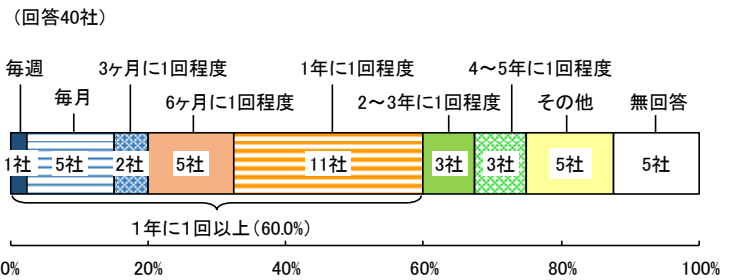 （回答40社）
毎週
3ヶ月に1回程度
1年に1回程度
4～5年に1回程度
毎月
6ヶ月に1回程度
2～3年に1回程度
その他
無回答
1社
5社
2社
5社
11社
3社
3社
5社
5社
1年に1回以上（60.0%）
0%
20%
40%
60%
80%
100%